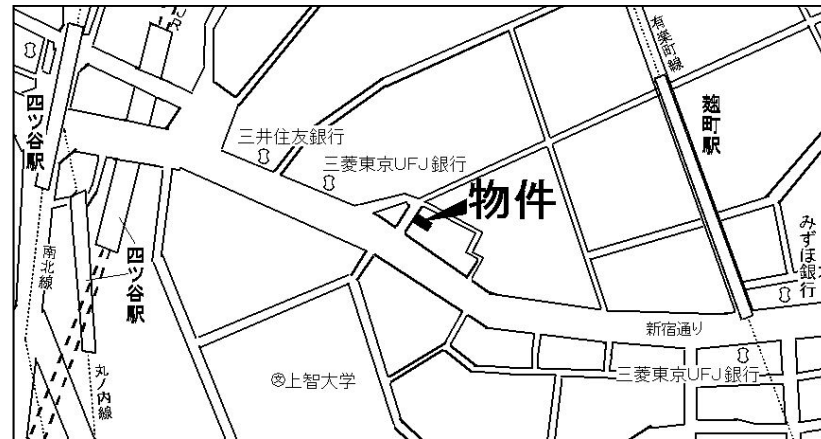 有楽町線
麹町駅
四ツ谷駅
三井住友銀行
三菱東京UFJ銀行
物件
みずほ銀行
南北線
四ツ谷駅
新宿通り
丸ノ内線
上智大学
三菱東京UFJ銀行